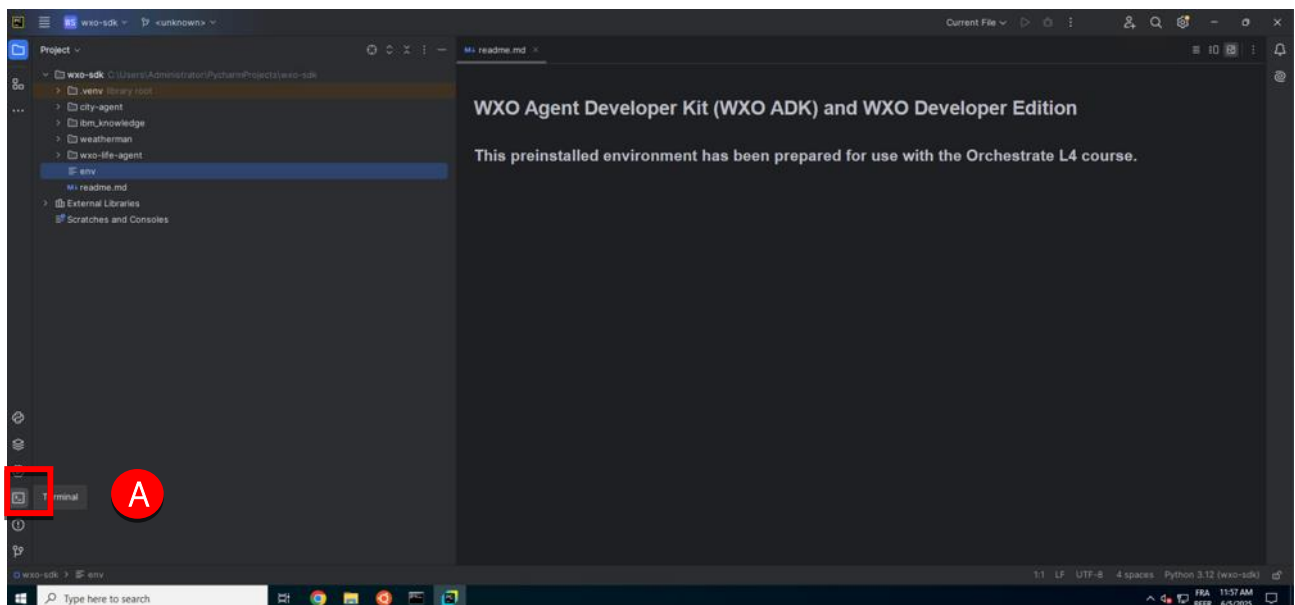 WS wxo-sdk <unknown> Current File
Project
readme.md
wxo-sdk C:\Users\Administrator\PycharmProjects\wxo-sdk
.venv library root
city-agent
ibm_knowledge
weatherman
wxo-life-agent
env
readme.md
External Libraries
Scratches and Consoles
WXO Agent Developer Kit (WXO ADK) and WXO Developer Edition
This preinstalled environment has been prepared for use with the Orchestrate L4 course.
Terminal
A
wxo-sdk > env 1:1 LF UTF-8 4 spaces Python 3.12 (wxo-sdk)
Type here to search
FRA 11:57 AM
6/5/2025